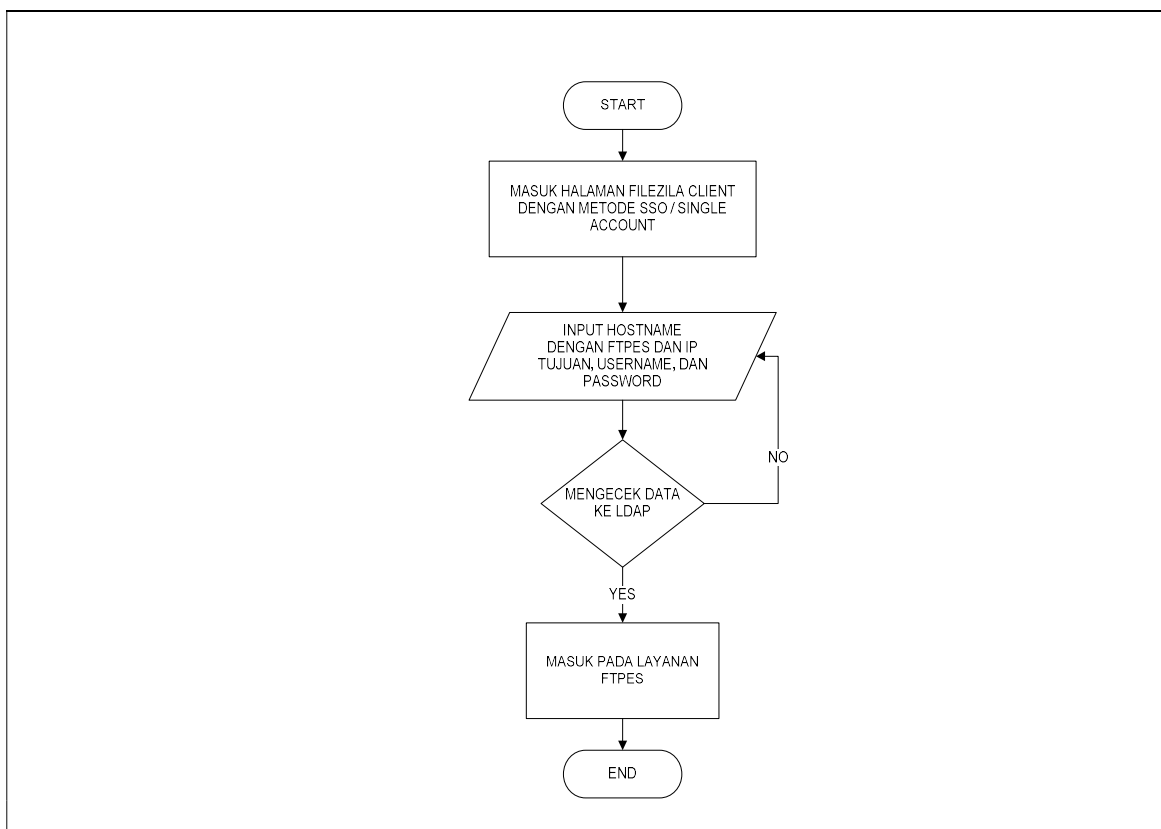 START
MASUK HALAMAN FILEZILA CLIENT
DENGAN METODE SSO / SINGLE
ACCOUNT
INPUT HOSTNAME
DENGAN FTPES DAN IP
TUJUAN, USERNAME, DAN
PASSWORD
NO
MENGECEK DATA
KE LDAP
YES
MASUK PADA LAYANAN
FTPES
END